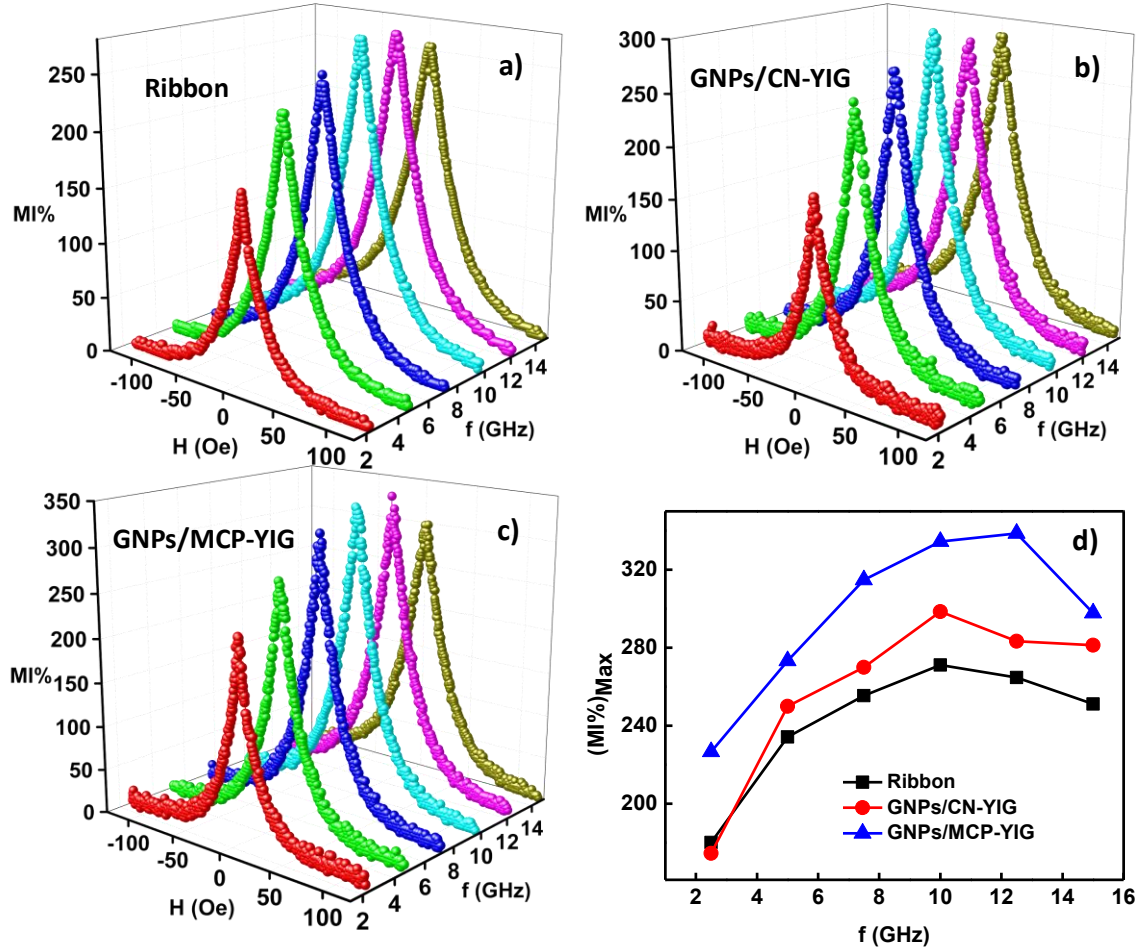 a)
Ribbon
250
200
150
MI%
100
50
0
-100
-50
0
50
100
H (Oe)
2
4
6
8
10
12
14
f (GHz)
b)
GNPs/CN-YIG
300
250
200
150
MI%
100
50
0
-100
-50
0
50
100
H (Oe)
2
4
6
8
10
12
14
f (GHz)
c)
GNPs/MCP-YIG
350
300
250
200
150
MI%
100
50
0
-100
-50
0
50
100
H (Oe)
2
4
6
8
10
12
14
f (GHz)
d)
320
280
240
200
(MI%)Max
Ribbon
GNPs/CN-YIG
GNPs/MCP-YIG
2 4 6 8 10 12 14 16
f (GHz)